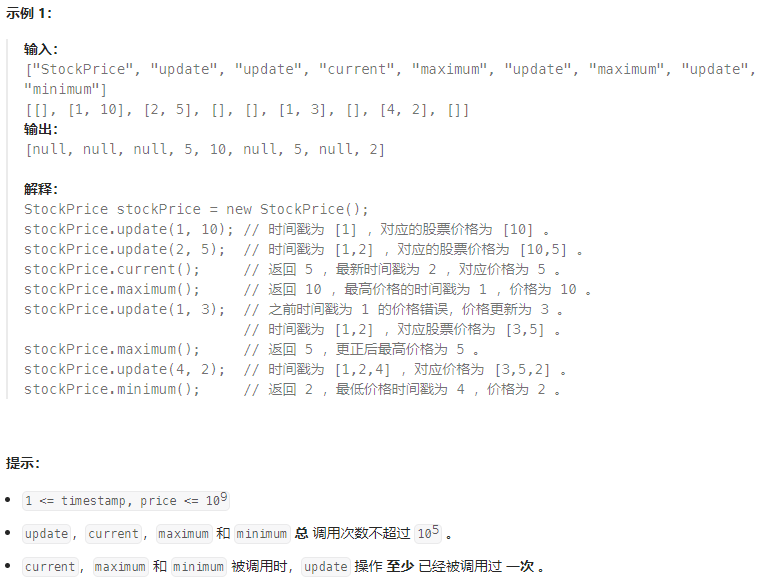 示例 1：
输入：
["StockPrice", "update", "update", "current", "maximum", "update", "maximum", "update",
"minimum"]
[[], [1, 10], [2, 5], [], [], [1, 3], [], [4, 2], []]
输出：
[null, null, null, 5, 10, null, 5, null, 2]
解释：
StockPrice stockPrice = new StockPrice();
stockPrice.update(1, 10); // 时间戳为 [1] ，对应的股票价格为 [10] 。
stockPrice.update(2, 5);  // 时间戳为 [1,2] ，对应的股票价格为 [10,5] 。
stockPrice.current();     // 返回 5 ，最新时间戳为 2 ，对应价格为 5 。
stockPrice.maximum();     // 返回 10 ，最高价格的时间戳为 1 ，价格为 10 。
stockPrice.update(1, 3);  // 之前时间戳为 1 的价格错误，价格更新为 3 。
                          // 时间戳为 [1,2] ，对应股票价格为 [3,5] 。
stockPrice.maximum();     // 返回 5 ，更正后最高价格为 5 。
stockPrice.update(4, 2);  // 时间戳为 [1,2,4] ，对应价格为 [3,5,2] 。
stockPrice.minimum();     // 返回 2 ，最低价格时间戳为 4 ，价格为 2 。
提示：
• 1 <= timestamp, price <= 10⁹
• update, current, maximum 和 minimum 总 调用次数不超过 10⁵ 。
• current, maximum 和 minimum 被调用时，update 操作 至少 已经被调用过 一次 。